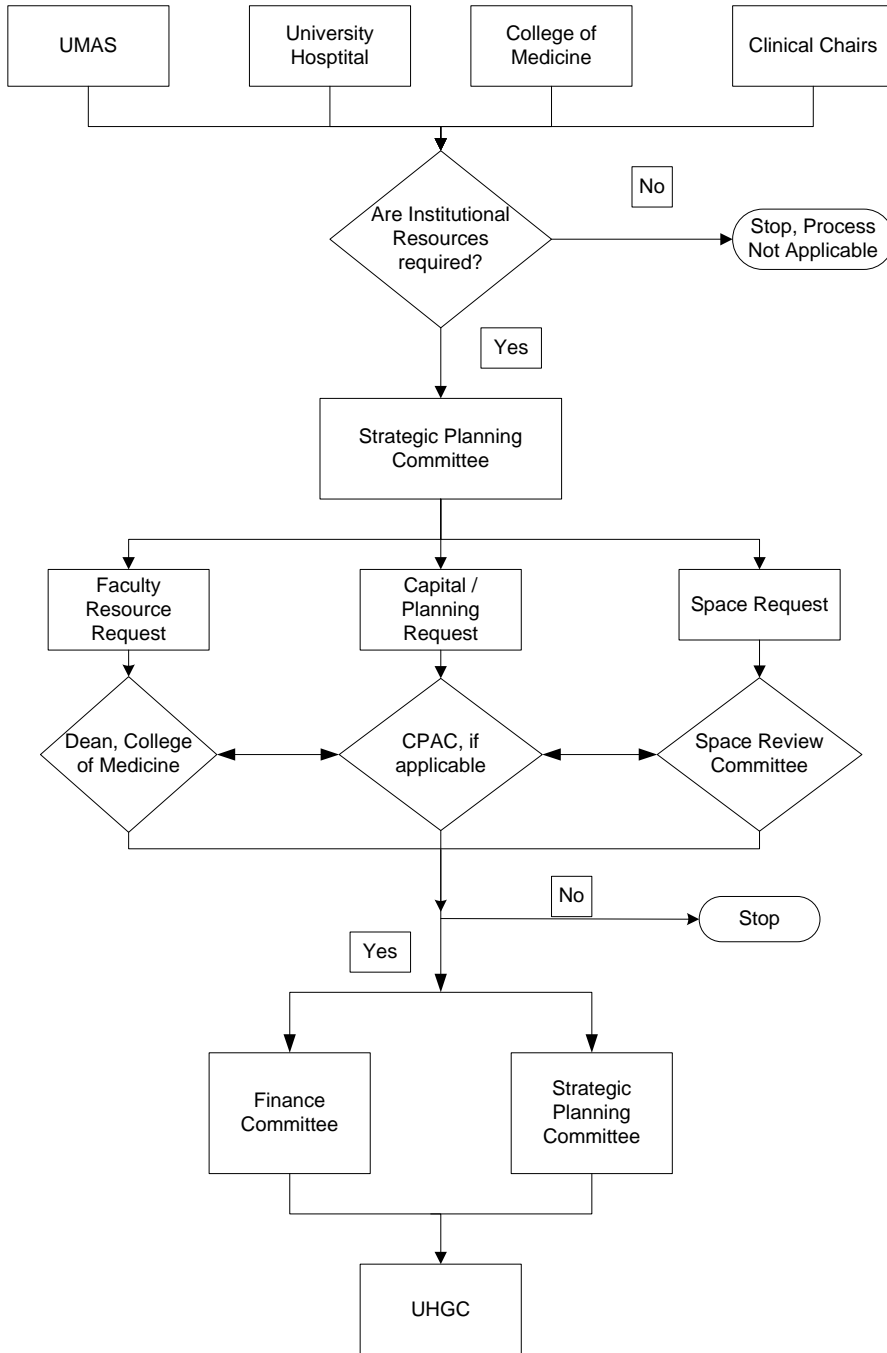 UMAS
University
Hosptital
College of
Medicine
Clinical Chairs
Are Institutional
Resources
required?
No
Stop, Process
Not Applicable
Yes
Strategic Planning
Committee
Faculty
Resource
Request
Capital /
Planning
Request
Space Request
Dean, College
of Medicine
CPAC, if
applicable
Space Review
Committee
No
Stop
Yes
Finance
Committee
Strategic
Planning
Committee
UHGC